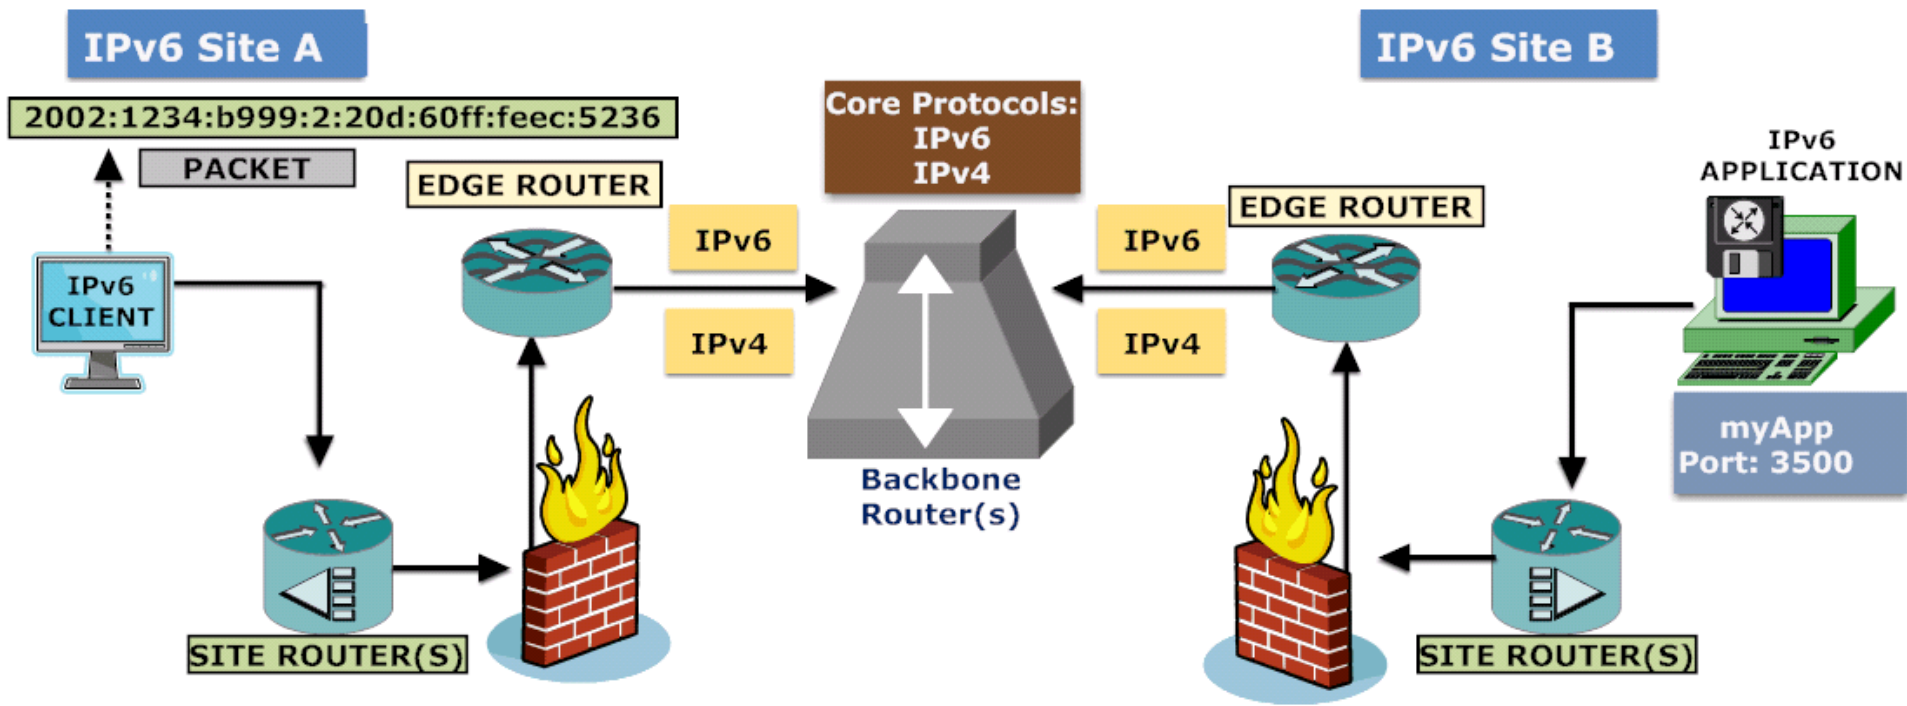 IPv6 Site A
2002:1234:b999:2:20d:60ff:feec:5236
PACKET
IPv6
CLIENT
EDGE ROUTER
SITE ROUTER(S)
IPv6
IPv4
Core Protocols:
IPv6
IPv4
Backbone
Router(s)
IPv6
IPv4
IPv6 Site B
EDGE ROUTER
IPv6
APPLICATION
myApp
Port: 3500
SITE ROUTER(S)